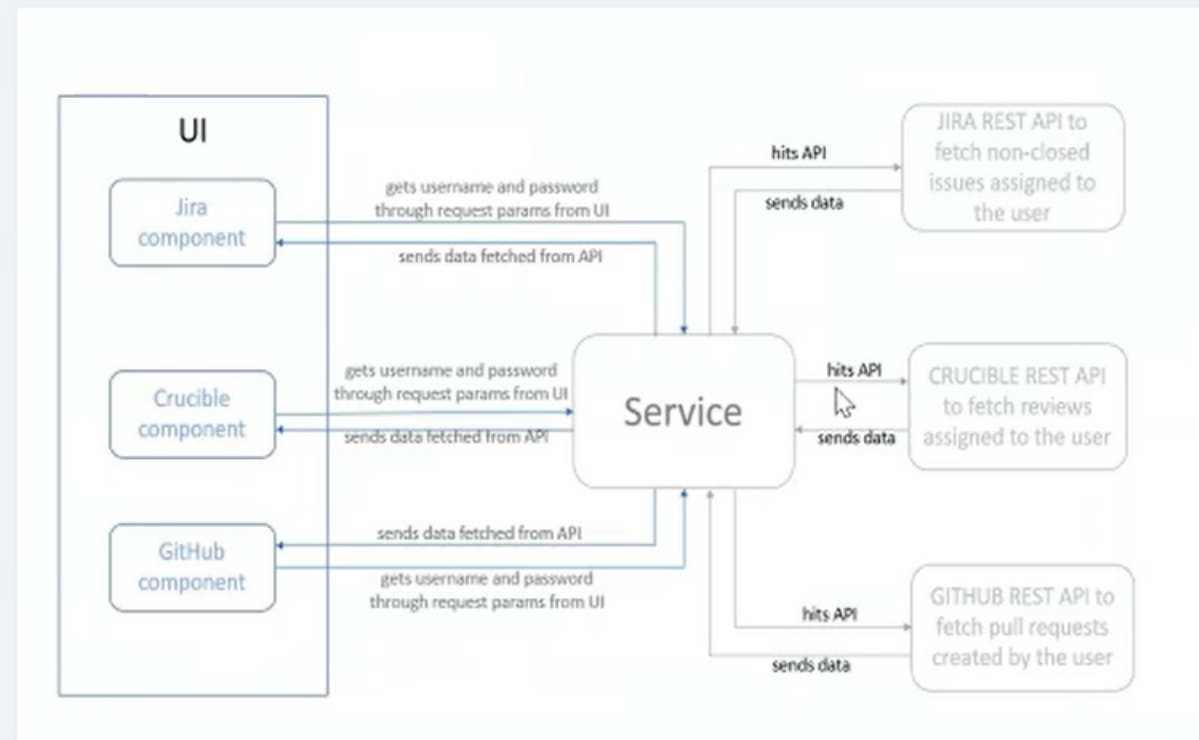 UI
Jira
component
gets username and password
through request params from UI
sends data fetched from API
hits API
sends data
JIRA REST API to
fetch non-closed
issues assigned to
the user
Crucible
component
gets username and password
through request params from UI
sends data fetched from API
Service
hits API
sends data
CRUCIBLE REST API
to fetch reviews
assigned to the user
GitHub
component
sends data fetched from API
gets username and password
through request params from UI
hits API
sends data
GITHUB REST API to
fetch pull requests
created by the user